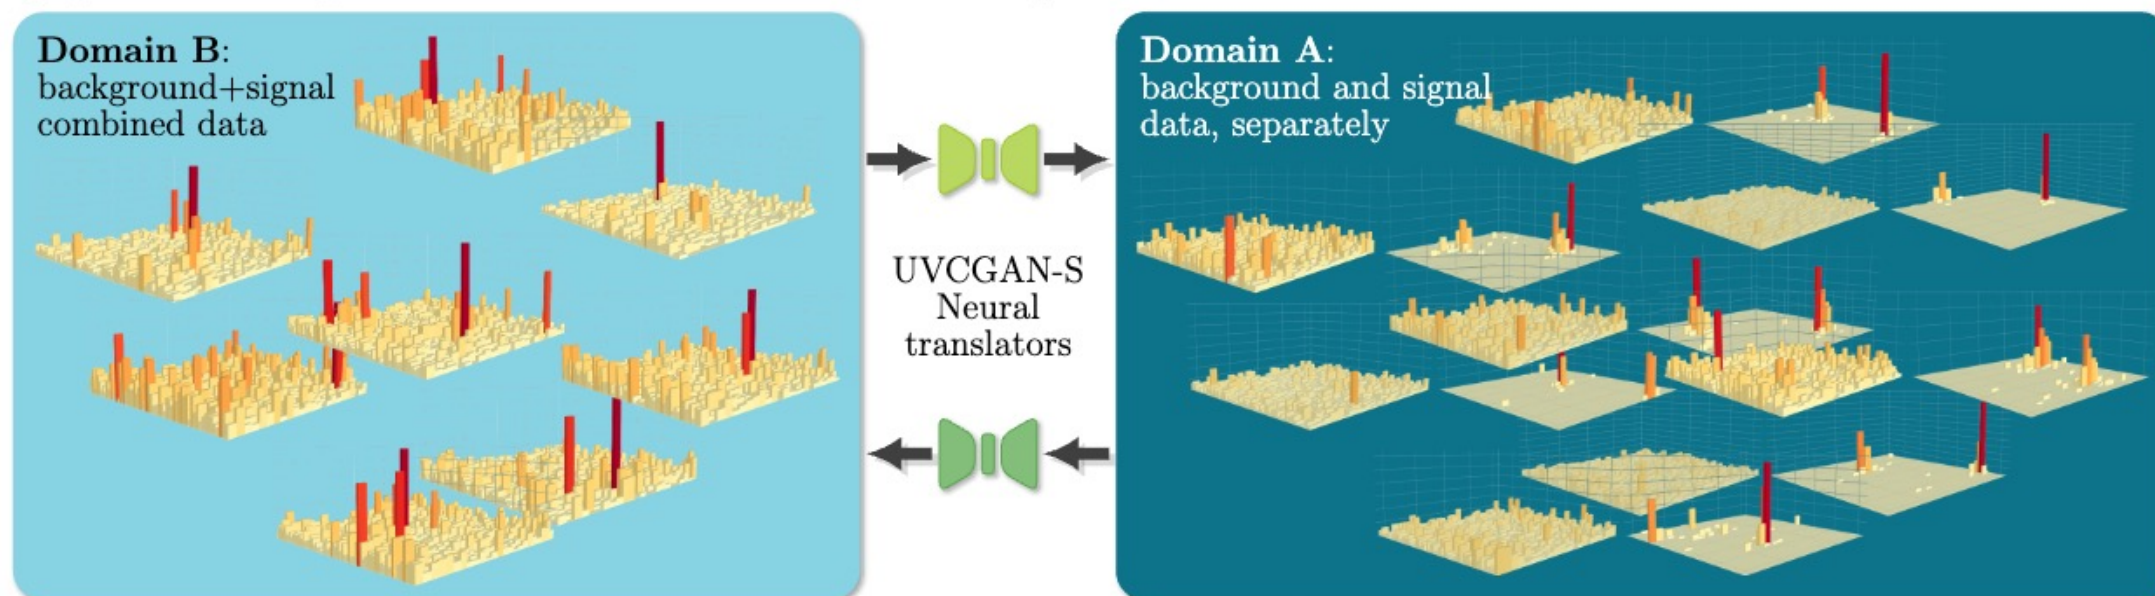 Domain B:
background+signal
combined data
UVCGAN-S
Neural
translators
Domain A:
background and signal
data, separately